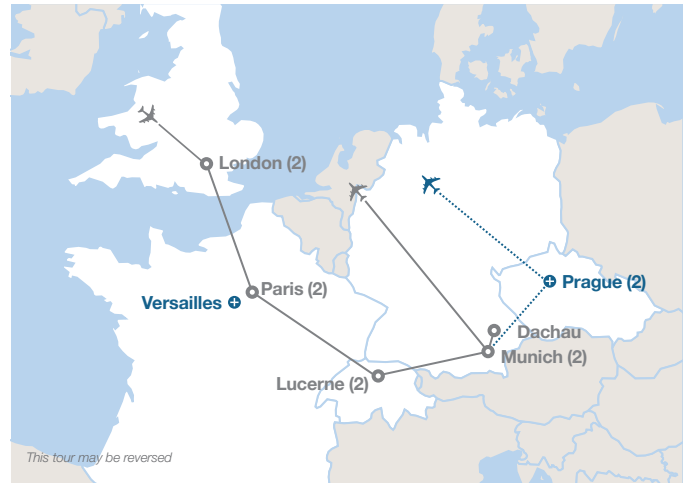 London (2)
Prague (2)
Paris (2)
Versailles
Dachau
Munich (2)
Lucerne (2)
This tour may be reversed